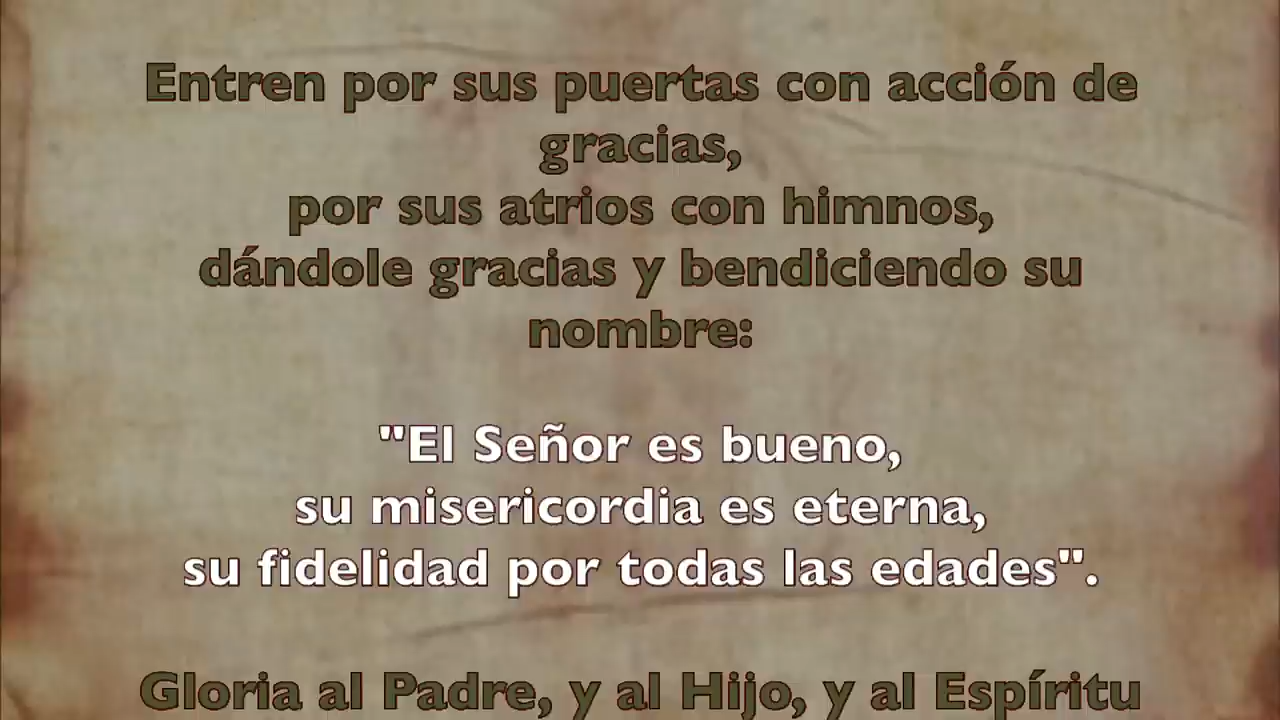 Entren por sus puertas con acción de
gracias,
por sus atrios con himnos,
dándole gracias y bendiciendo su
nombre:
"El Señor es bueno,
su misericordia es eterna,
su fidelidad por todas las edades".
Gloria al Padre, y al Hijo, y al Espíritu